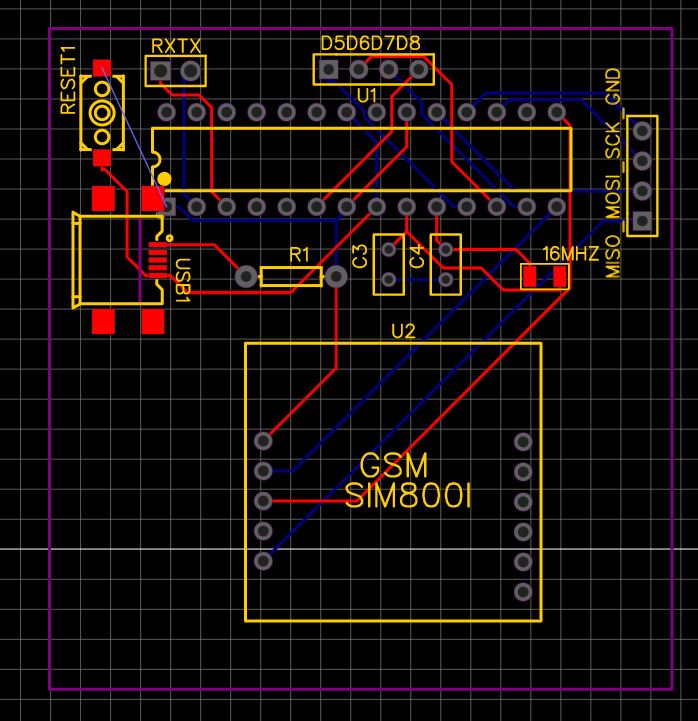 RXTX
D5D6D7D8
RESET1
U1
GND
SCK
MOSI
MISO
USB1
R1
C3
C4
16MHZ
U2
GSM
SIM800l